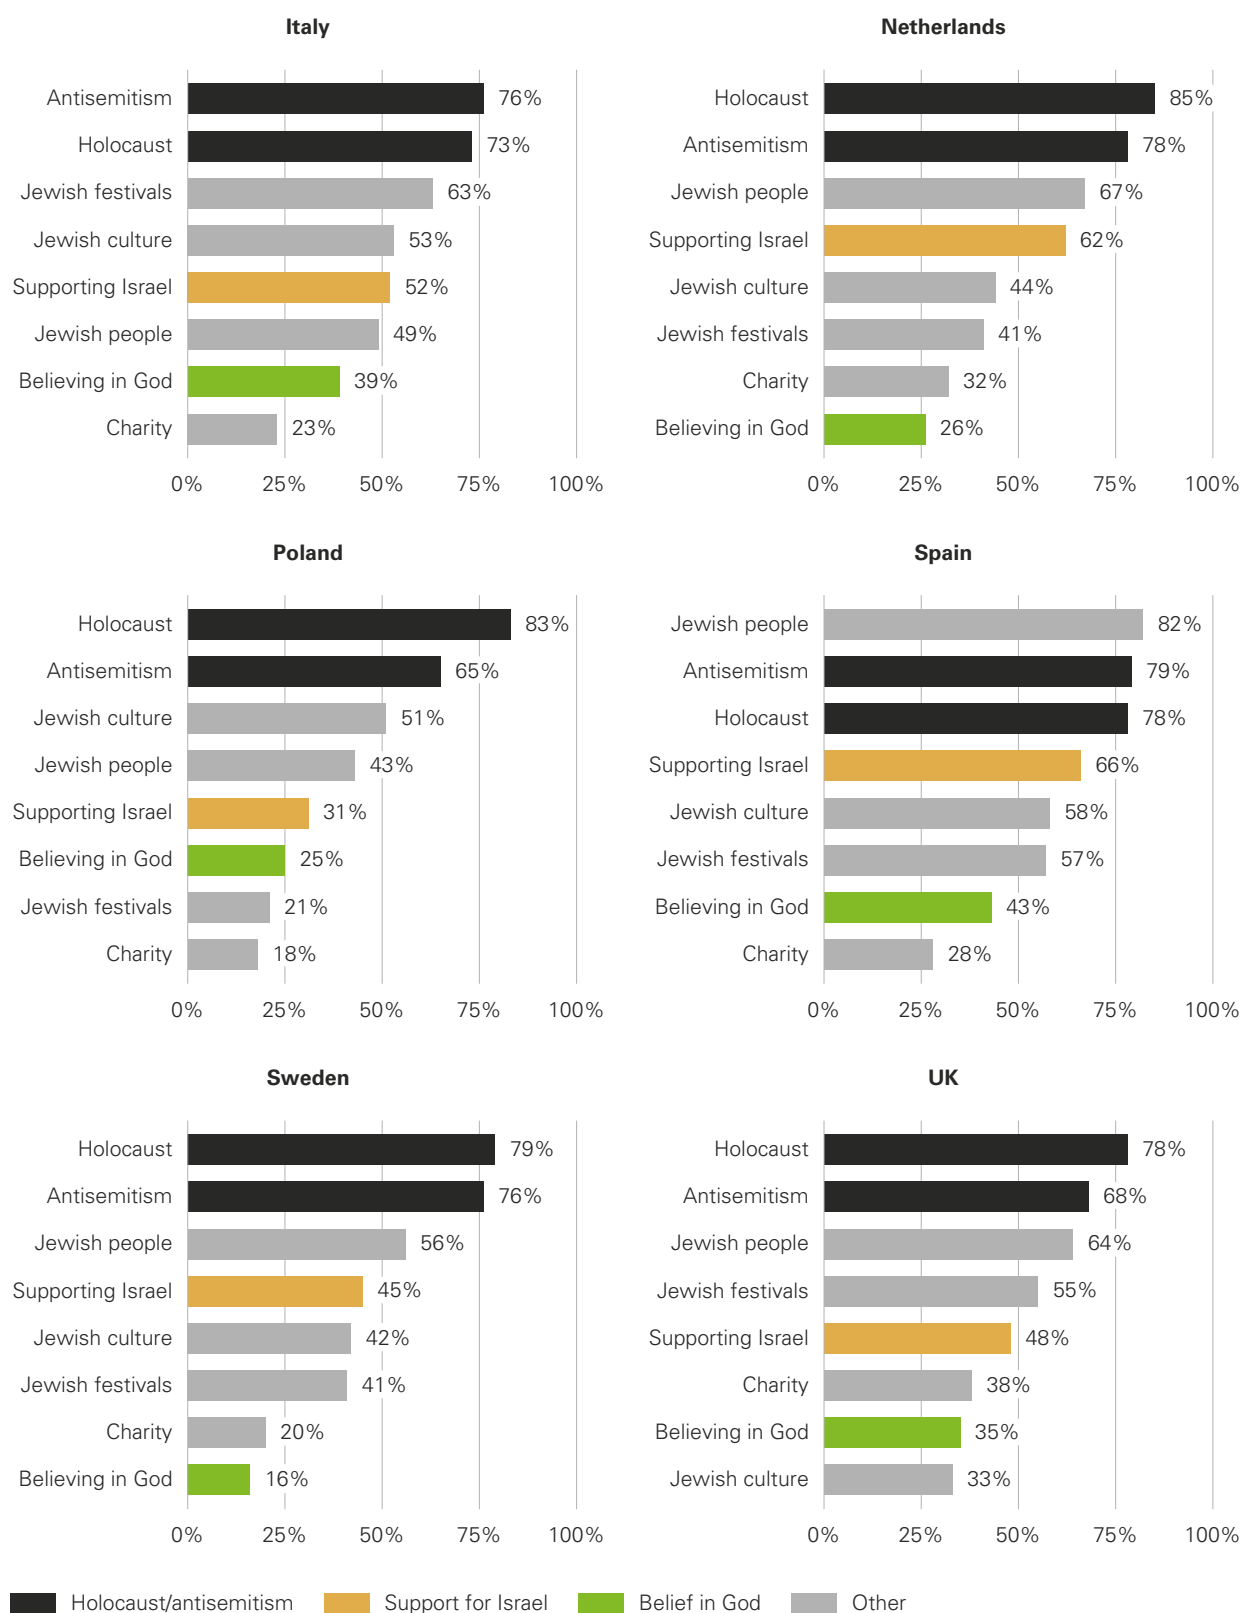 Italy
Antisemitism 76%
Holocaust 73%
Jewish festivals 63%
Jewish culture 53%
Supporting Israel 52%
Jewish people 49%
Believing in God 39%
Charity 23%
0% 25% 50% 75% 100%
Netherlands
Holocaust 85%
Antisemitism 78%
Jewish people 67%
Supporting Israel 62%
Jewish culture 44%
Jewish festivals 41%
Charity 32%
Believing in God 26%
0% 25% 50% 75% 100%
Poland
Holocaust 83%
Antisemitism 65%
Jewish culture 51%
Jewish people 43%
Supporting Israel 31%
Believing in God 25%
Jewish festivals 21%
Charity 18%
0% 25% 50% 75% 100%
Spain
Jewish people 82%
Antisemitism 79%
Holocaust 78%
Supporting Israel 66%
Jewish culture 58%
Jewish festivals 57%
Believing in God 43%
Charity 28%
0% 25% 50% 75% 100%
Sweden
Holocaust 79%
Antisemitism 76%
Jewish people 56%
Supporting Israel 45%
Jewish culture 42%
Jewish festivals 41%
Charity 20%
Believing in God 16%
0% 25% 50% 75% 100%
UK
Holocaust 78%
Antisemitism 68%
Jewish people 64%
Jewish festivals 55%
Supporting Israel 48%
Charity 38%
Believing in God 35%
Jewish culture 33%
0% 25% 50% 75% 100%
Holocaust/antisemitism Support for Israel Belief in God Other